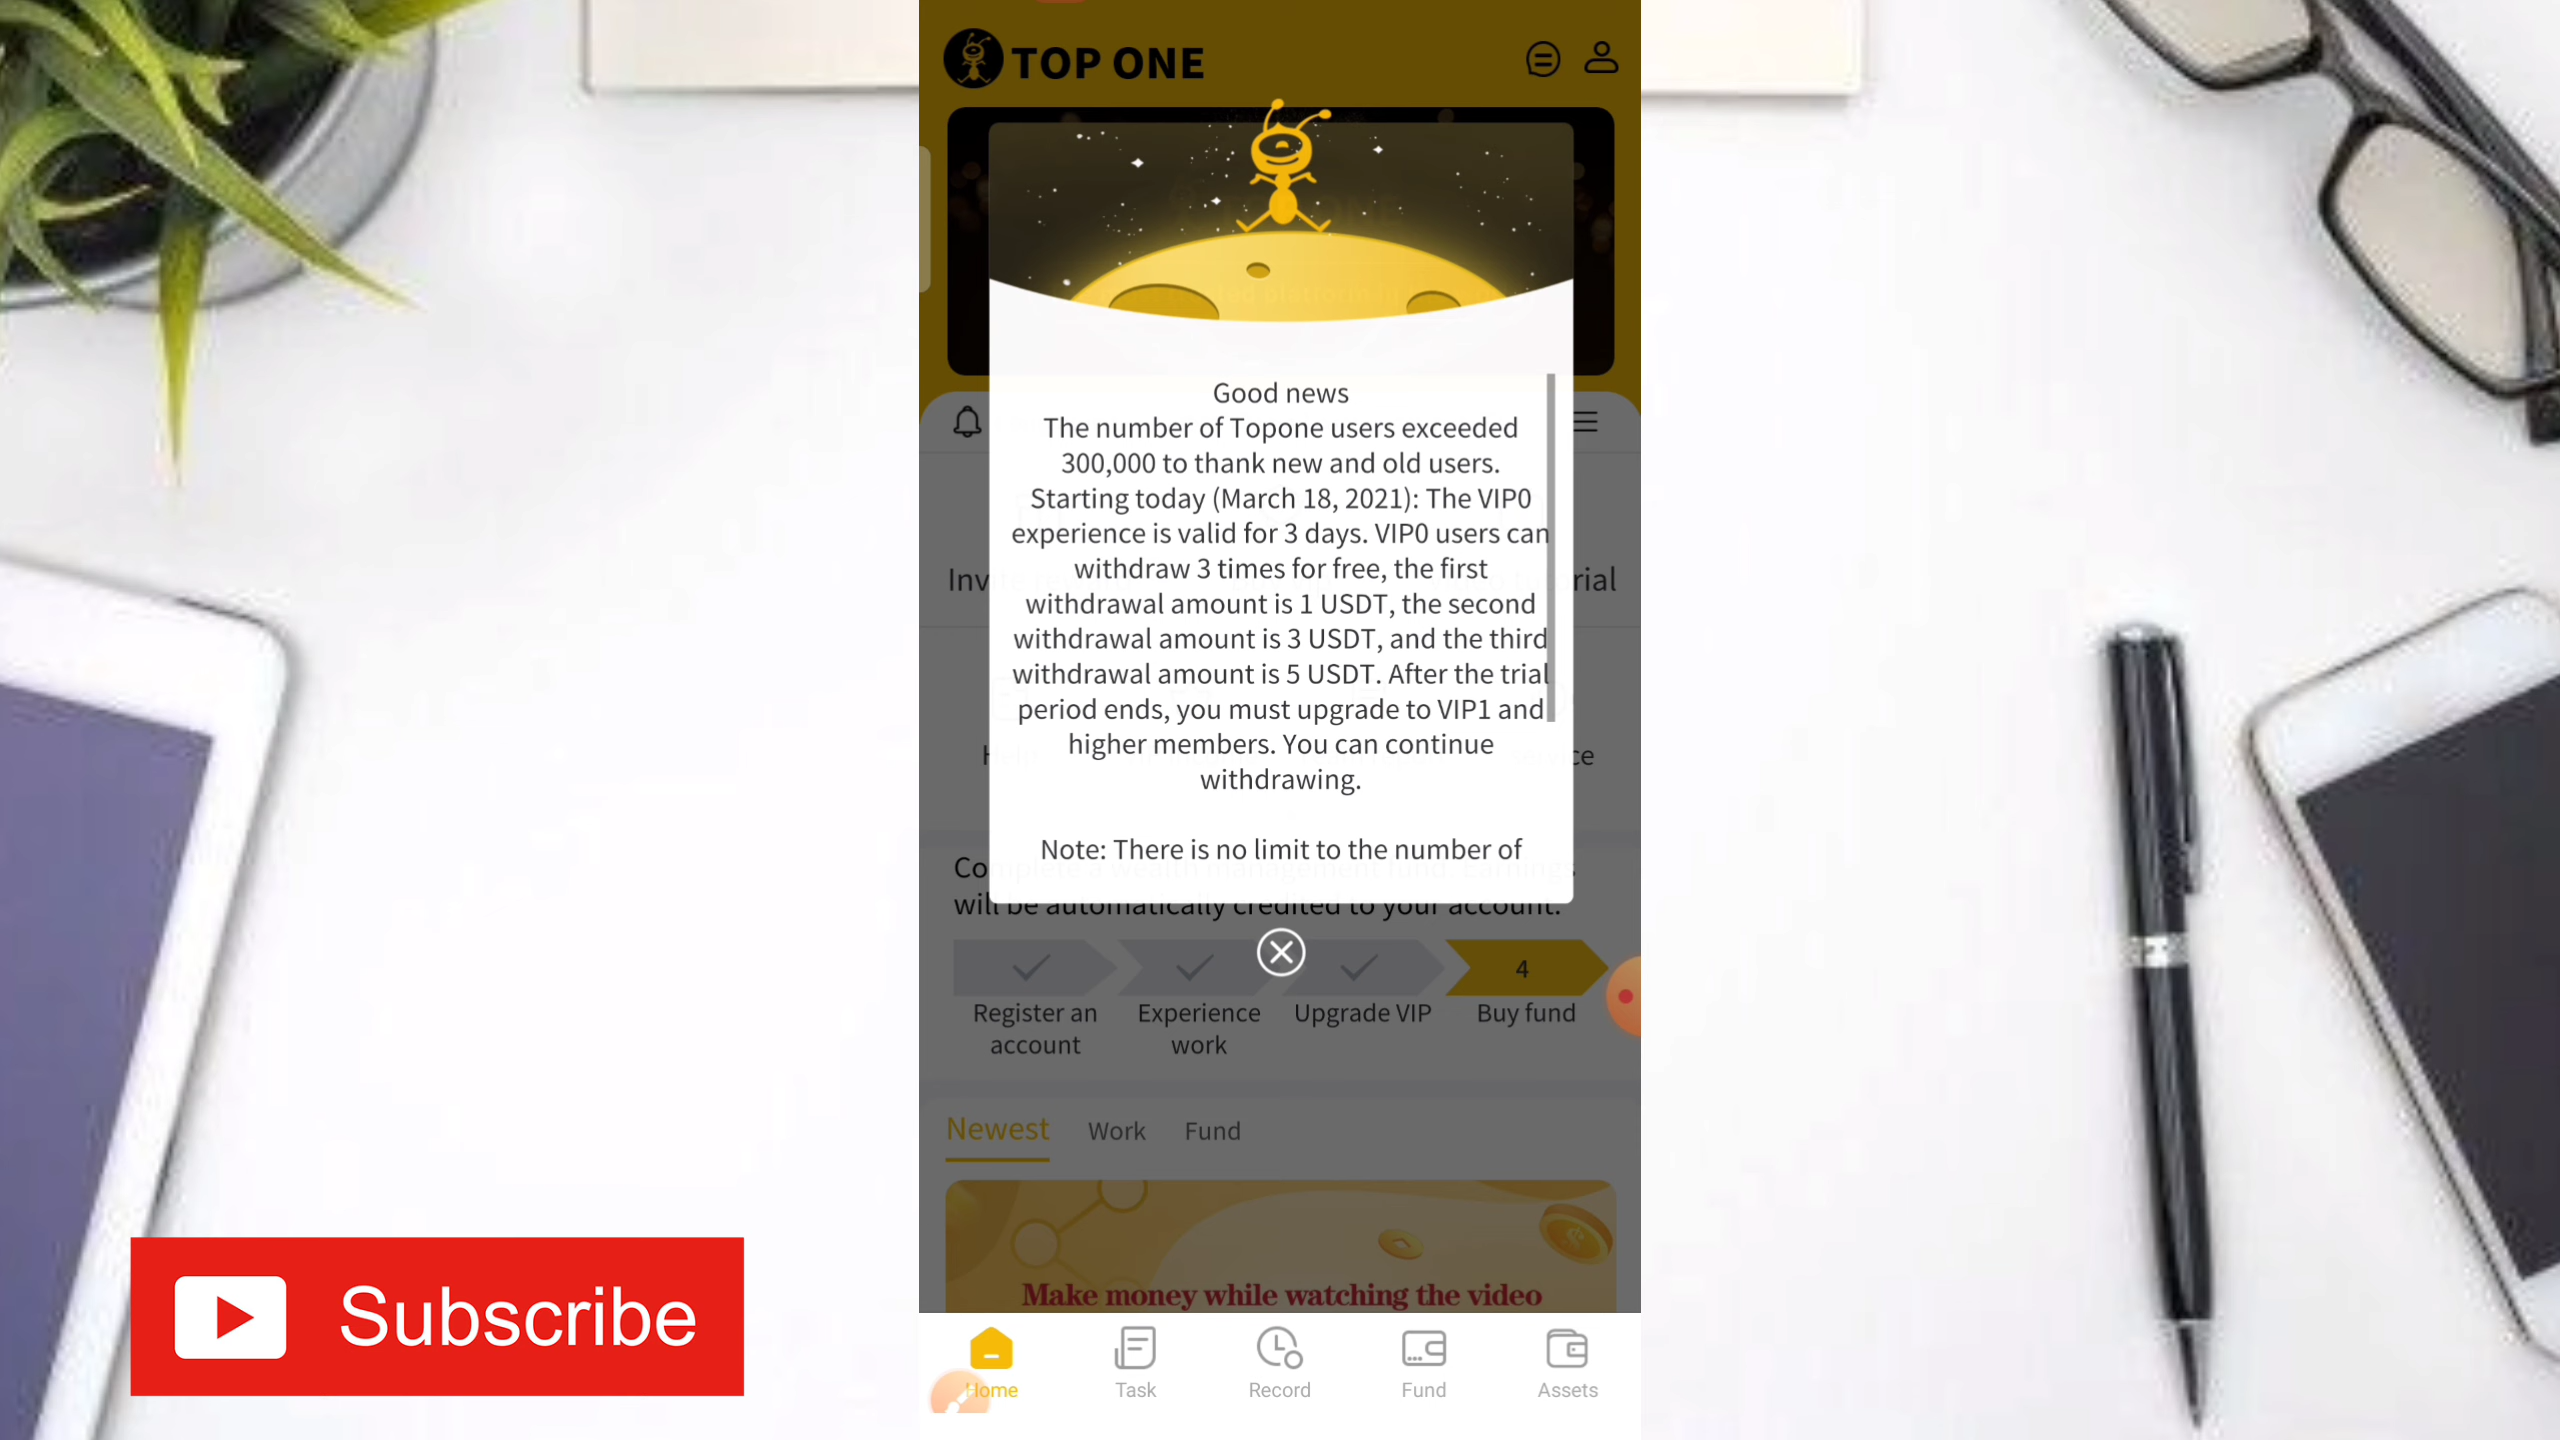 TOP ONE
Good news
The number of Topone users exceeded
300,000 to thank new and old users.
Starting today (March 18, 2021): The VIP0
experience is valid for 3 days. VIP0 users can
withdraw 3 times for free, the first
withdrawal amount is 1 USDT, the second
withdrawal amount is 3 USDT, and the third
withdrawal amount is 5 USDT. After the trial
period ends, you must upgrade to VIP1 and
higher members. You can continue
withdrawing.
Note: There is no limit to the number of
Complete a wealth management fund. Earnings
will be automatically credited to your account.
4
Register an
account
Experience
work
Upgrade VIP
Buy fund
Newest Work Fund
Make money while watching the video
Home Task Record Fund Assets
Subscribe